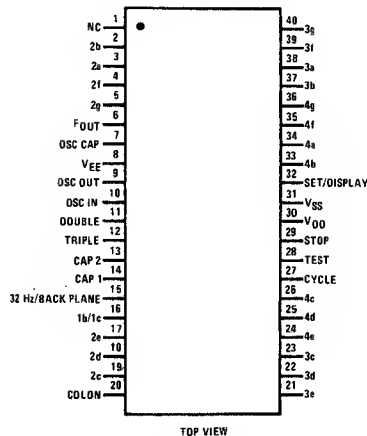 1 NC
2 2b
3 2a
4 2f
5 2g
6 FOUT
7 OSC CAP
8 VEE
9 OSC OUT
10 OSC IN
11 DOUBLE
12 TRIPLE
13 CAP 2
14 CAP 1
15 32 Hz/BACK PLANE
16 1b/1c
17 2e
18 2d
19 2c
20 COLON
40 3g
39 3f
38 3a
37 3b
36 4g
35 4f
34 4a
33 4b
32 SET/DISPLAY
31 VSS
30 VDD
29 STOP
28 TEST
27 CYCLE
26 4c
25 4d
24 4e
23 3c
22 3d
21 3e
TOP VIEW